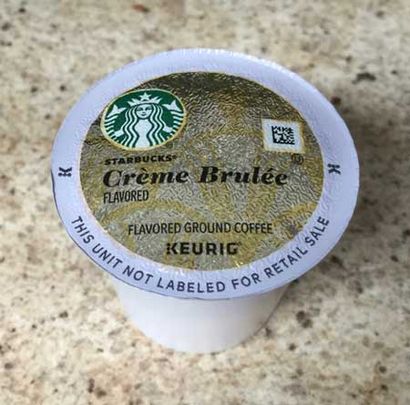 STARBUCKS®
Crème Brulée
FLAVORED
FLAVORED GROUND COFFEE
KEURIG
THIS UNIT NOT LABELED FOR RETAIL SALE
K
K